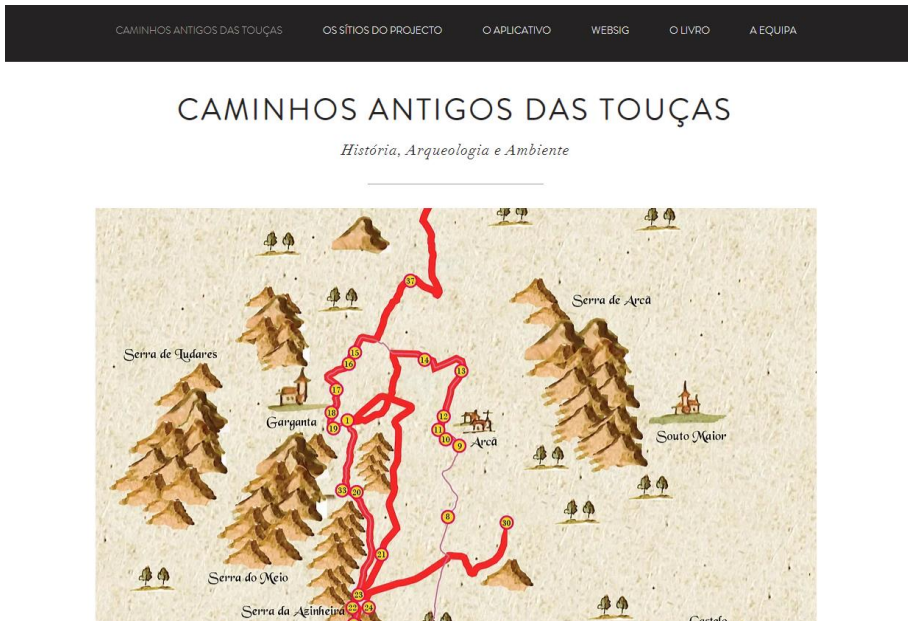 CAMINHOS ANTIGOS DAS TOUÇAS OS SÍTIOS DO PROJECTO O APLICATIVO WEBSIG O LIVRO A EQUIPA
CAMINHOS ANTIGOS DAS TOUÇAS
História, Arqueologia e Ambiente
37
Serra de Arcã
Serra de Ludares
15
16
14
13
17
18
19
1
Garganta
12
11
10
9
Arcã
Souto Maior
33
20
8
30
21
Serra do Meio
23
Serra da Azinheira
22
24